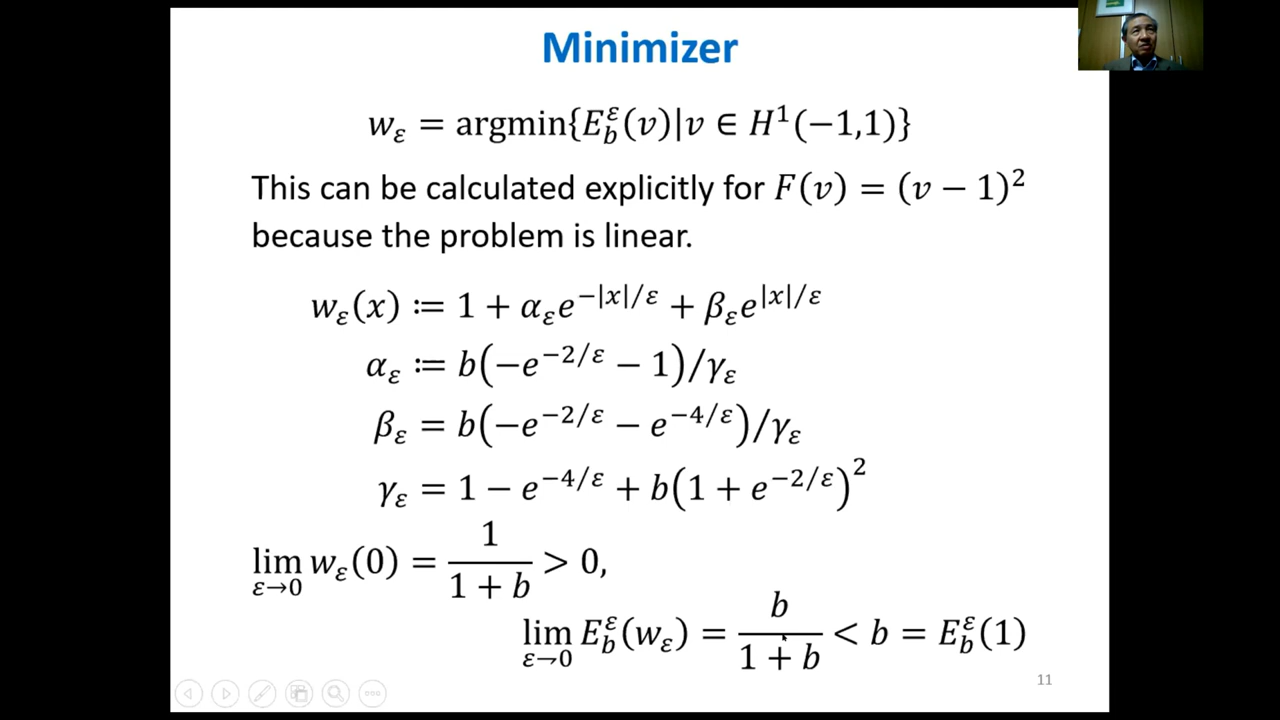 Minimizer
w_ε = argmin{E_b^ε(v)|v ∈ H^1(−1,1)}
This can be calculated explicitly for F(v) = (v − 1)^2
because the problem is linear.
w_ε(x) ≔ 1 + α_ε e^{−|x|/ε} + β_ε e^{|x|/ε}
α_ε ≔ b(−e^{−2/ε} − 1)/γ_ε
β_ε = b(−e^{−2/ε} − e^{−4/ε})/γ_ε
γ_ε = 1 − e^{−4/ε} + b(1 + e^{−2/ε})^2
lim_{ε→0} w_ε(0) = \frac{1}{1 + b} > 0,
lim_{ε→0} E_b^ε(w_ε) = \frac{b}{1 + b} < b = E_b^ε(1)
11